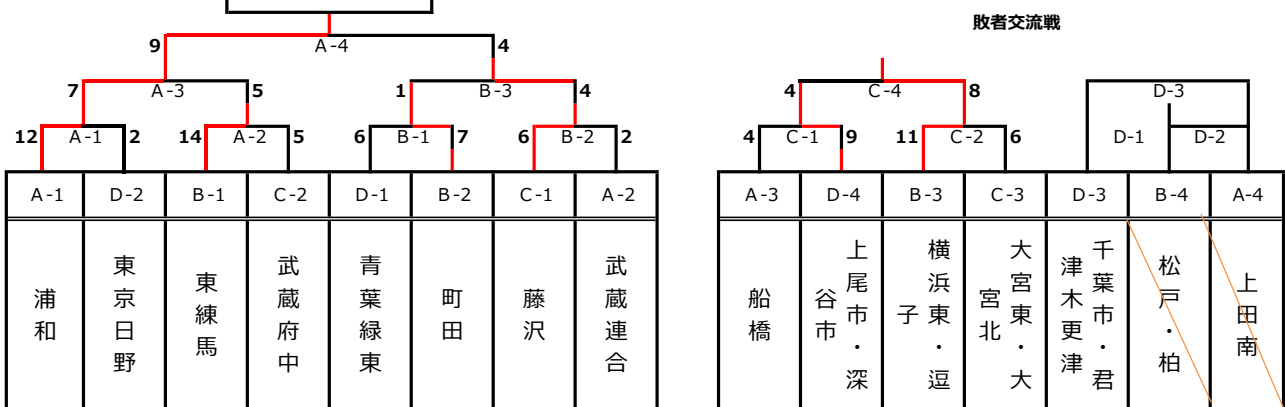 敗者交流戦
9 A-4 4
7 A-3 5 1 B-3 4 4 C-4 8 D-3
12 A-1 2 14 A-2 5 6 B-1 7 6 B-2 2 4 C-1 9 11 C-2 6 D-1 D-2
A-1 D-2 B-1 C-2 D-1 B-2 C-1 A-2 A-3 D-4 B-3 C-3 D-3 B-4 A-4
浦和
東京日野
東練馬
武蔵府中
青葉緑東
町田
藤沢
武蔵連合
船橋
上尾市・深
谷市
横浜東・逗
子
大宮東・大
宮北
千葉市・君
津木更津
松戸・柏
上田南